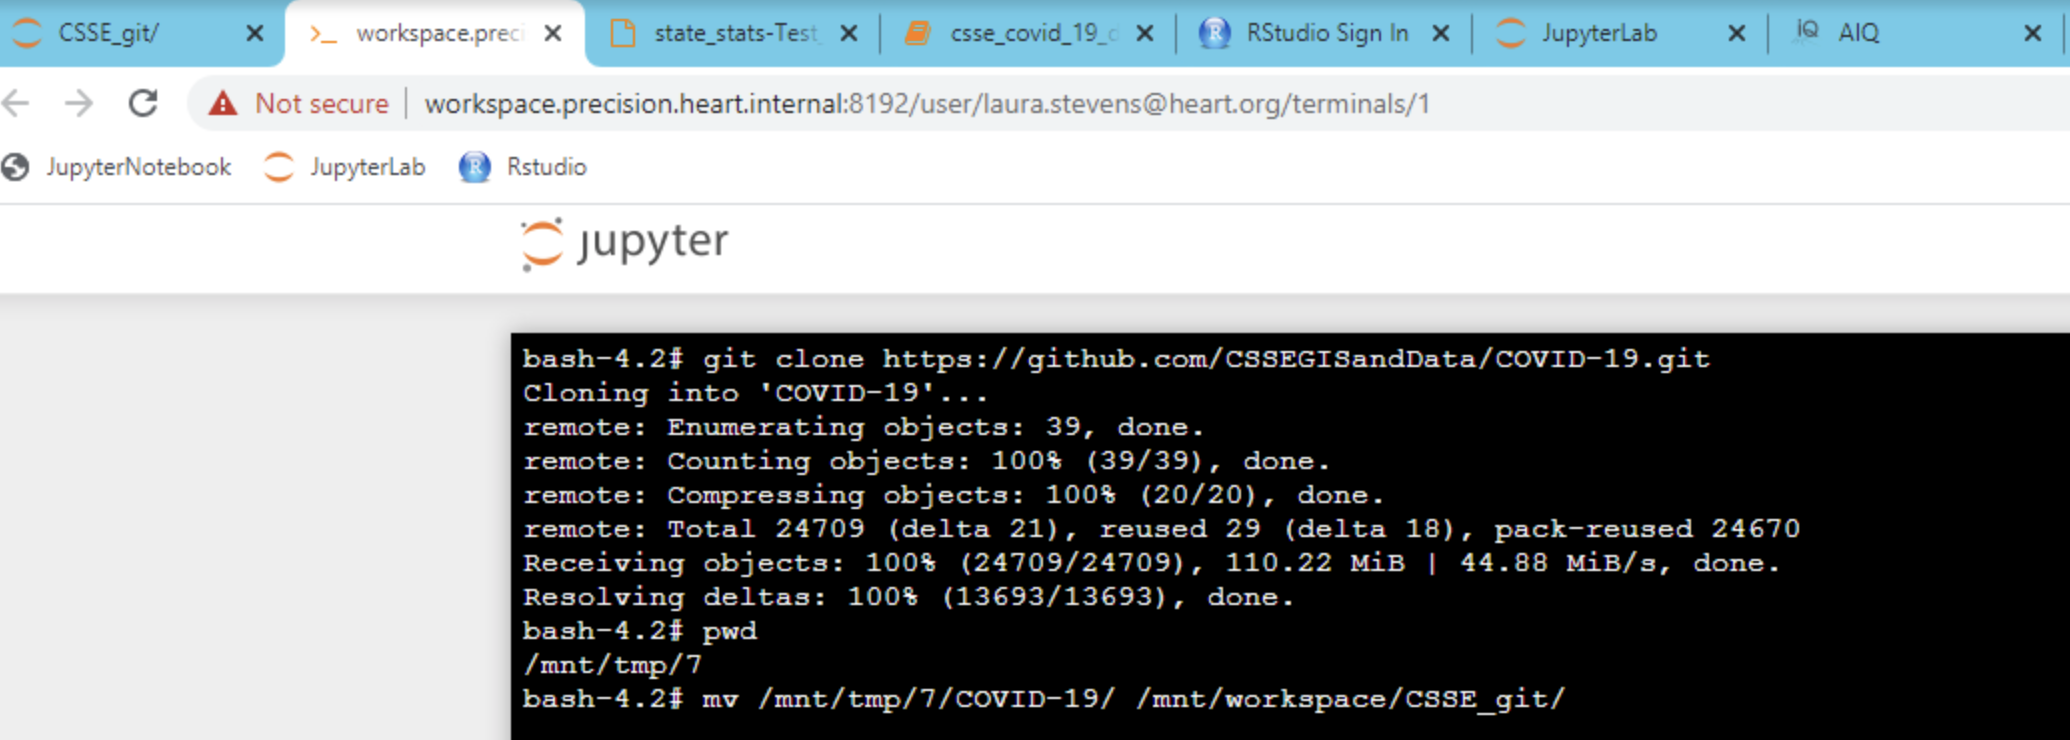 CSSE_git/ workspace.preci state_stats-Test_ csse_covid_19_d RStudio Sign In JupyterLab AIQ
Not secure workspace.precision.heart.internal:8192/user/laura.stevens@heart.org/terminals/1
JupyterNotebook JupyterLab Rstudio
jupyter
bash-4.2# git clone https://github.com/CSSEGISandData/COVID-19.git
Cloning into 'COVID-19'...
remote: Enumerating objects: 39, done.
remote: Counting objects: 100% (39/39), done.
remote: Compressing objects: 100% (20/20), done.
remote: Total 24709 (delta 21), reused 29 (delta 18), pack-reused 24670
Receiving objects: 100% (24709/24709), 110.22 MiB | 44.88 MiB/s, done.
Resolving deltas: 100% (13693/13693), done.
bash-4.2# pwd
/mnt/tmp/7
bash-4.2# mv /mnt/tmp/7/COVID-19/ /mnt/workspace/CSSE_git/